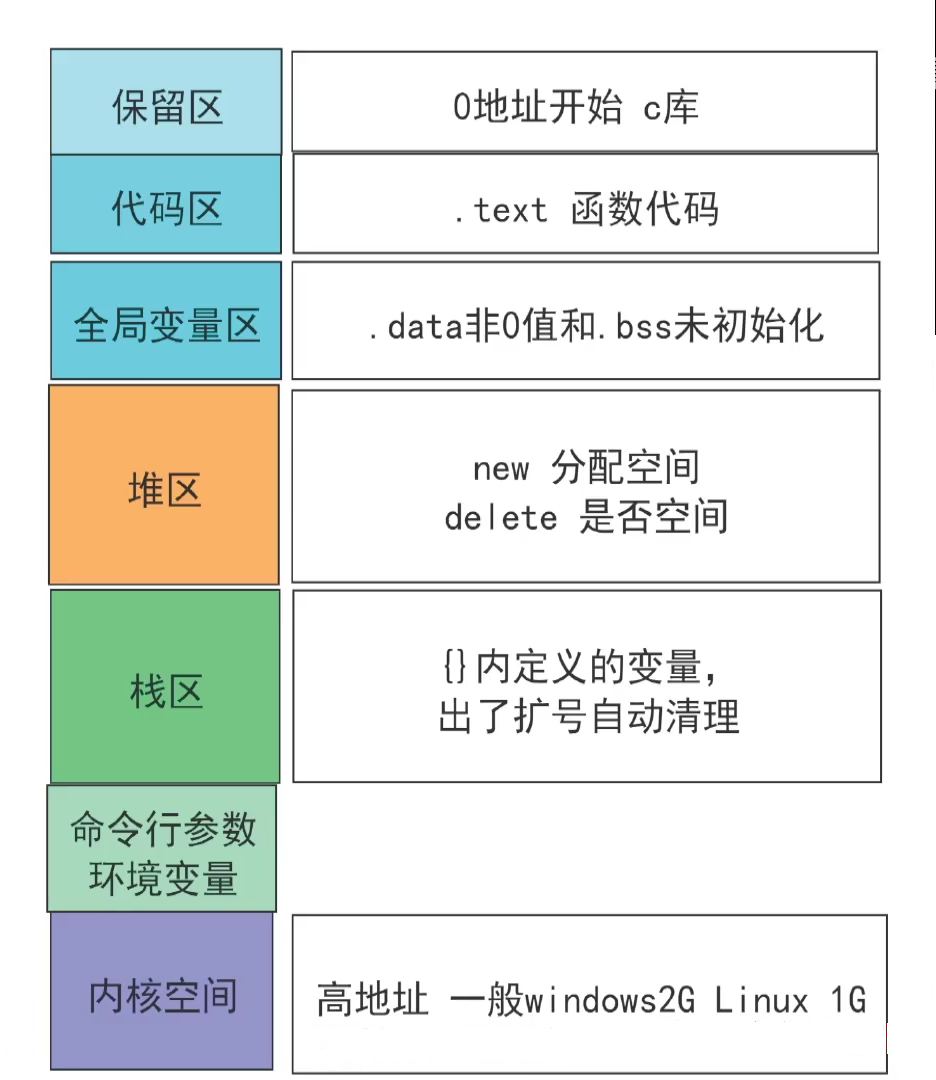 保留区
0地址开始 c库
代码区
.text 函数代码
全局变量区
.data非0值和.bss未初始化
堆区
new 分配空间
delete 是否空间
栈区
{}内定义的变量,
出了扩号自动清理
命令行参数
环境变量
内核空间
高地址 一般windows2G Linux 1G